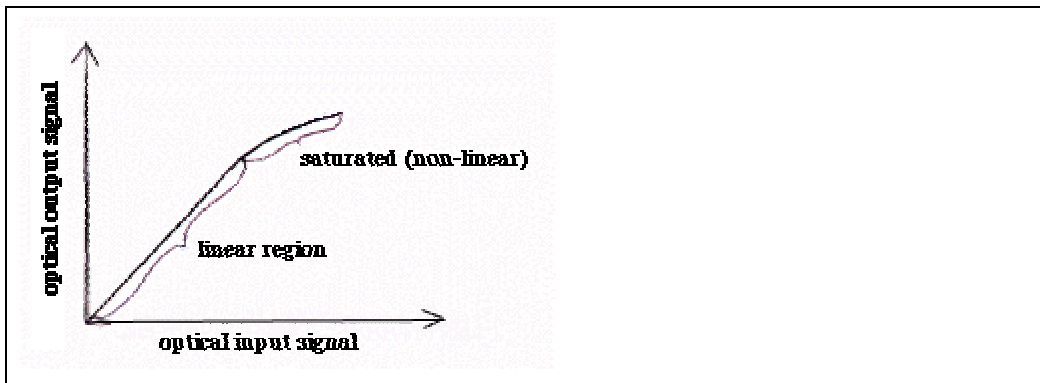 optical output signal
saturated (non-linear)
linear region
optical input signal